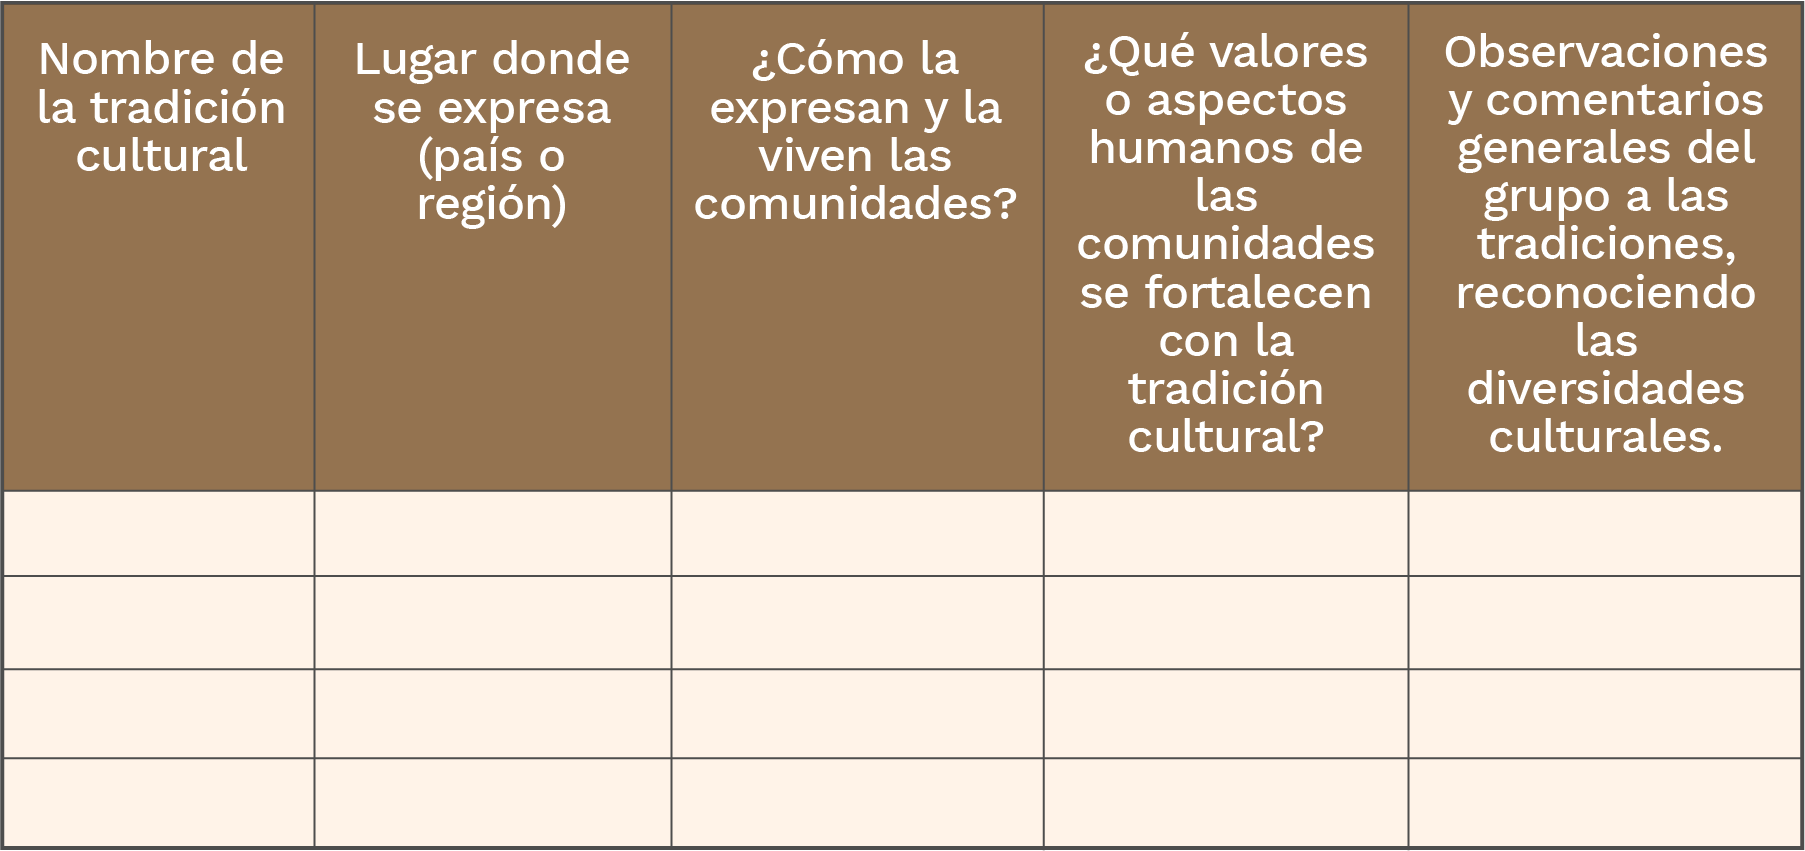 Nombre de
la tradición
cultural
Lugar donde
se expresa
(país o
región)
¿Cómo la
expresan y la
viven las
comunidades?
¿Qué valores
o aspectos
humanos de
las
comunidades
se fortalecen
con la
tradición
cultural?
Observaciones
y comentarios
generales del
grupo a las
tradiciones,
reconociendo
las
diversidades
culturales.